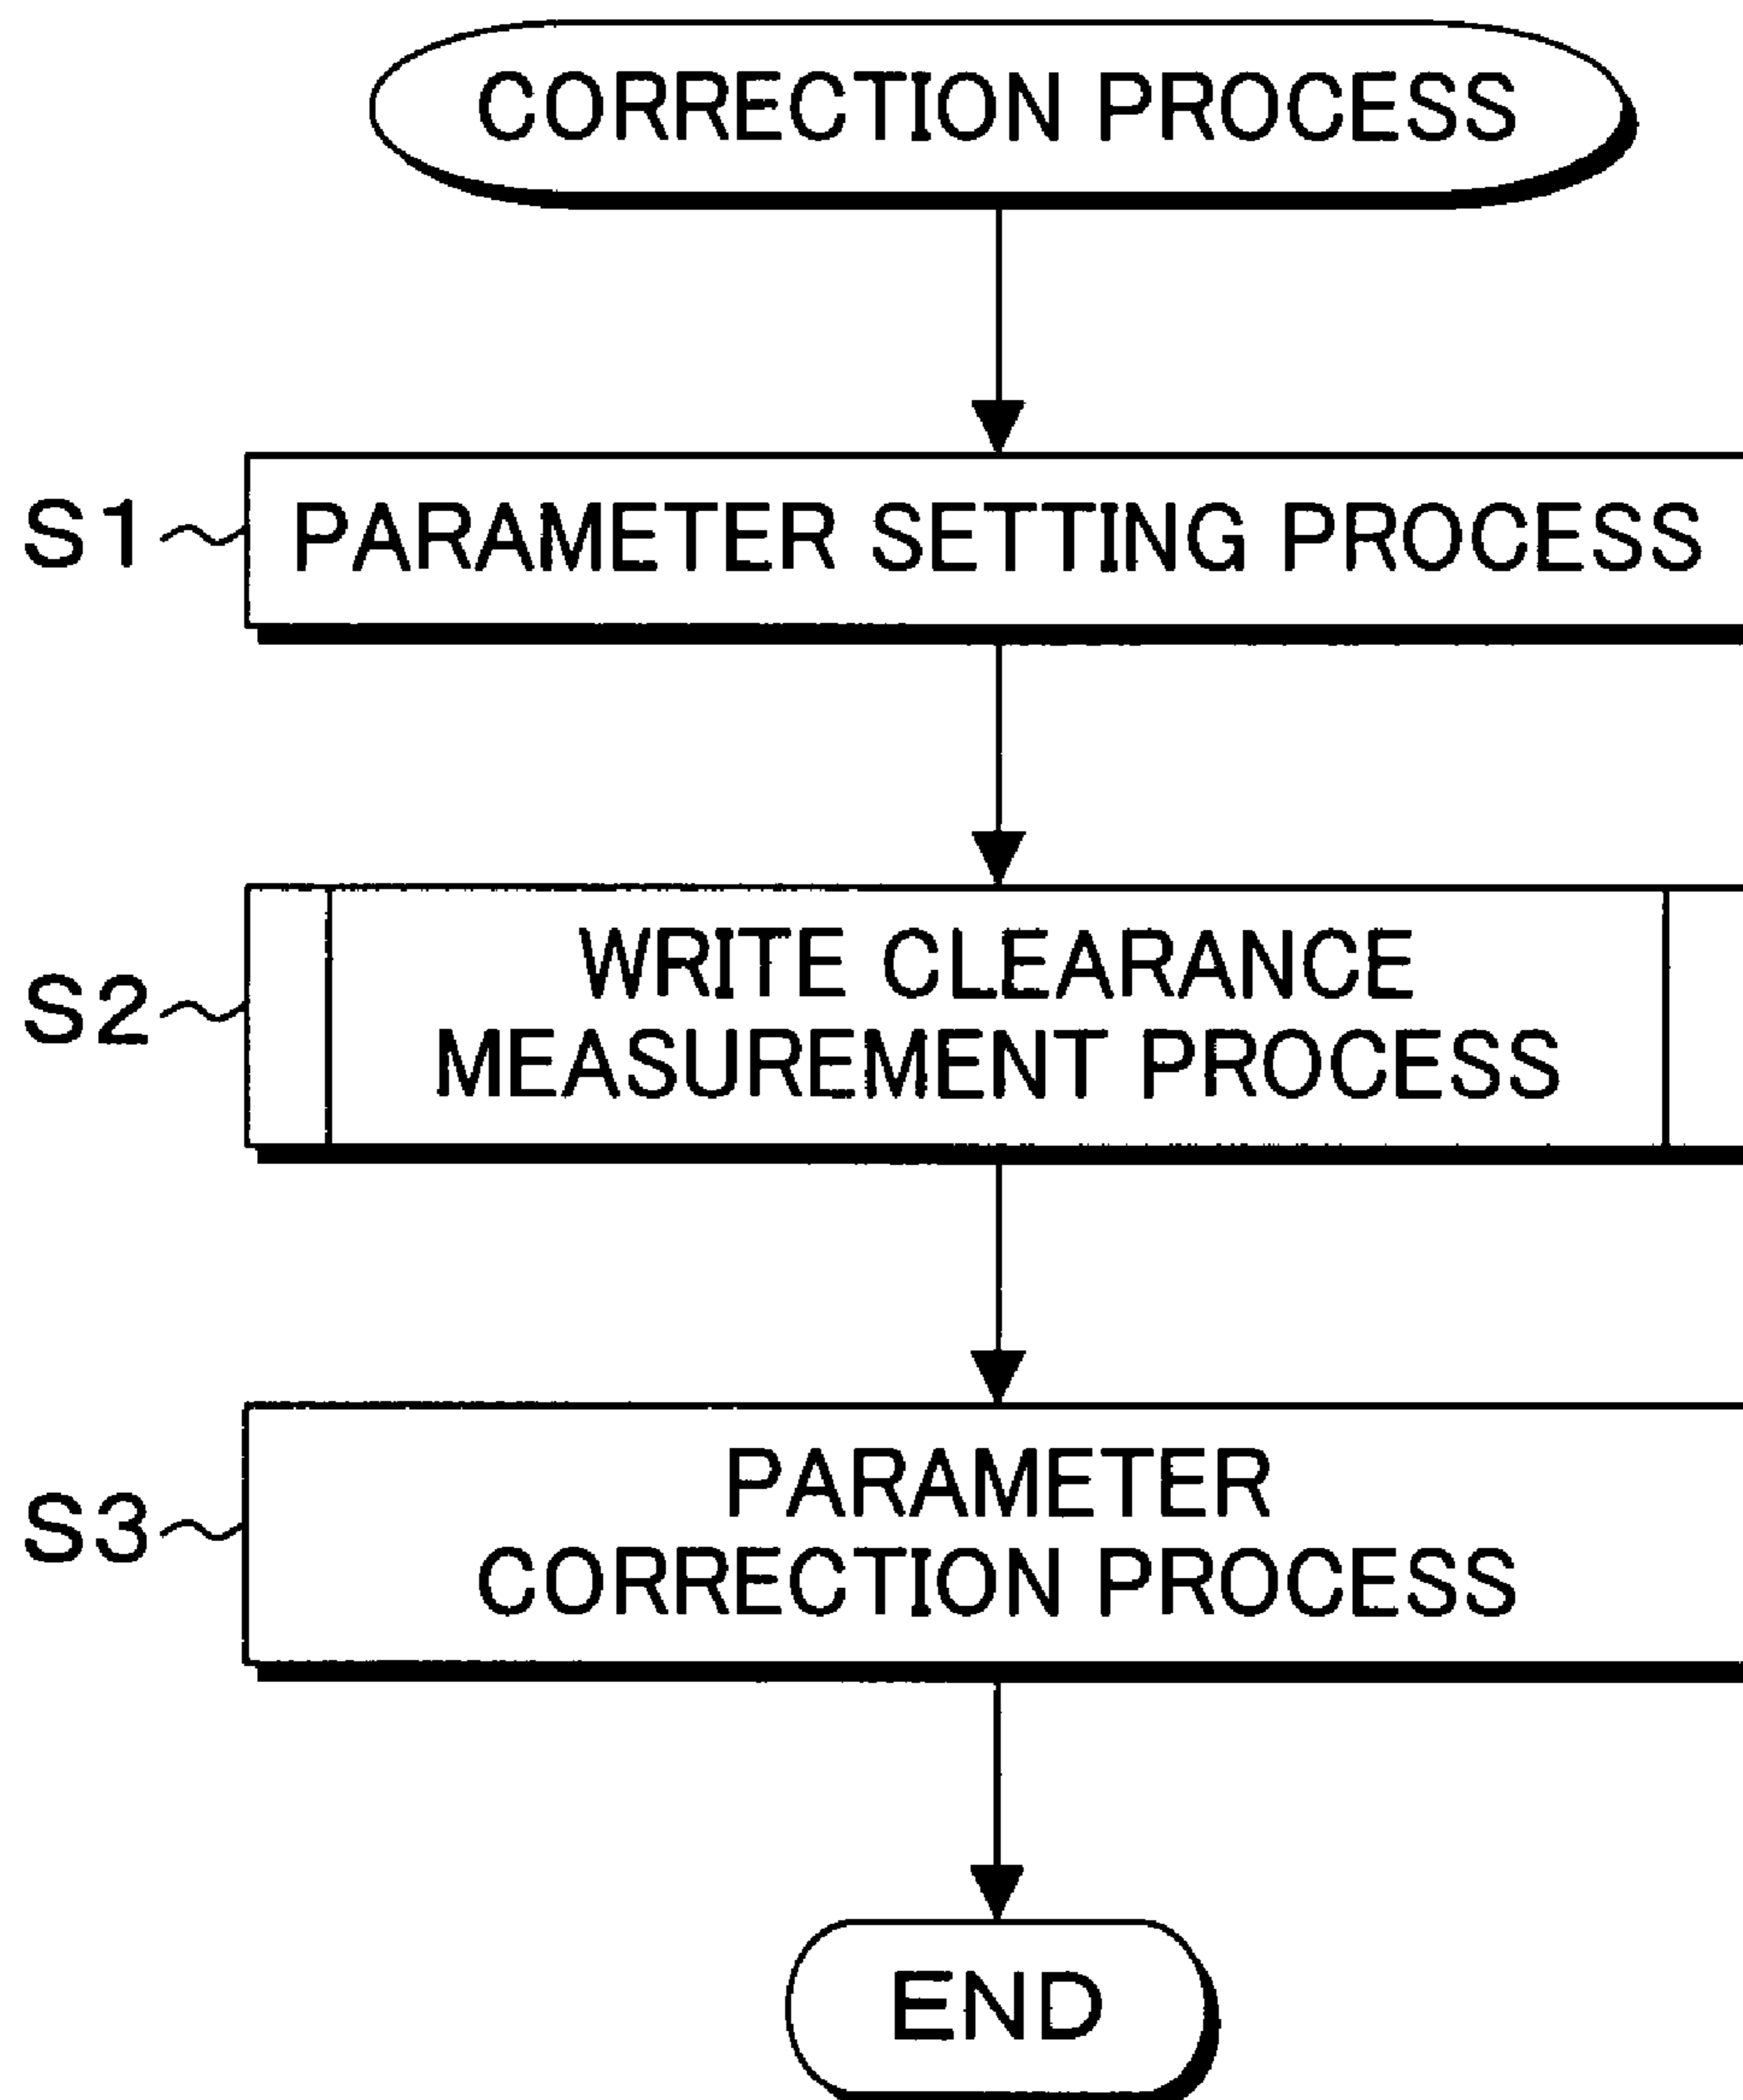 CORRECTION PROCESS
S1
PARAMETER SETTING PROCESS
S2
WRITE CLEARANCE
MEASUREMENT PROCESS
S3
PARAMETER
CORRECTION PROCESS
END